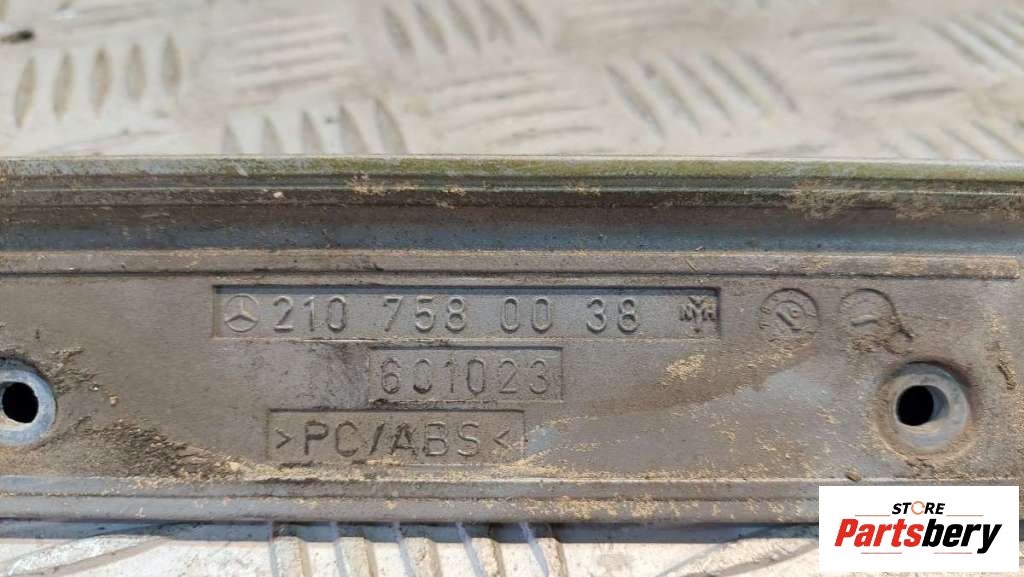 210 758 00 38
601023
>PC/ABS<
STORE
Partsbery